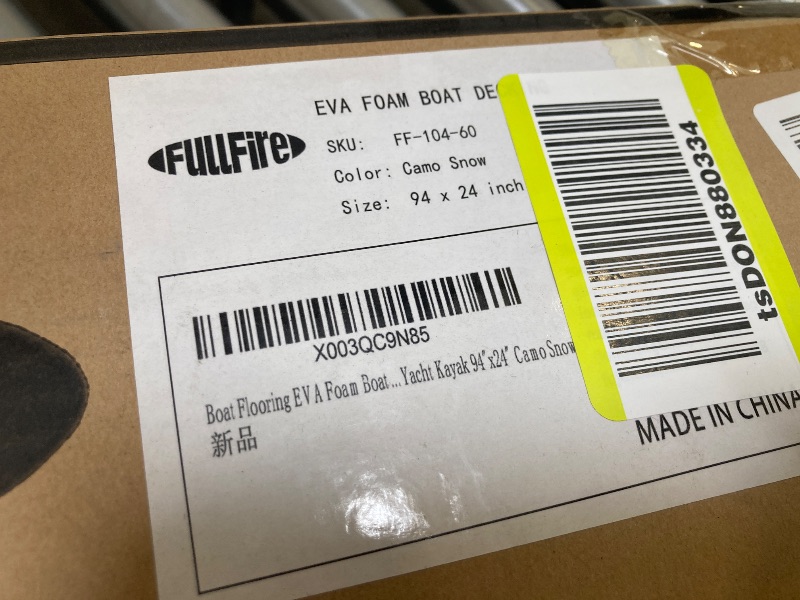 EVA FOAM BOAT DE
FULLFire
SKU: FF-104-60
Color: Camo Snow
Size: 94 x 24 inch
X003QC9N85
Boat Flooring EVA Foam Boat ... Yacht Kayak 94"x24" Camo Snow
新品
MADE IN CHINA
tsDON880334